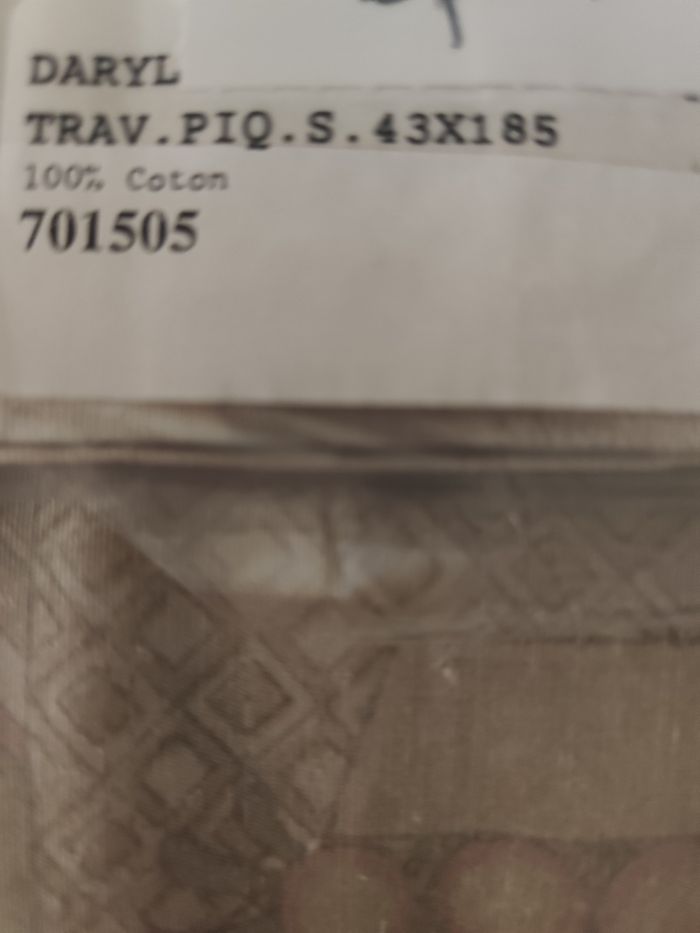 DARYL
TRAV.PIQ.S.43X185
100% Coton
701505